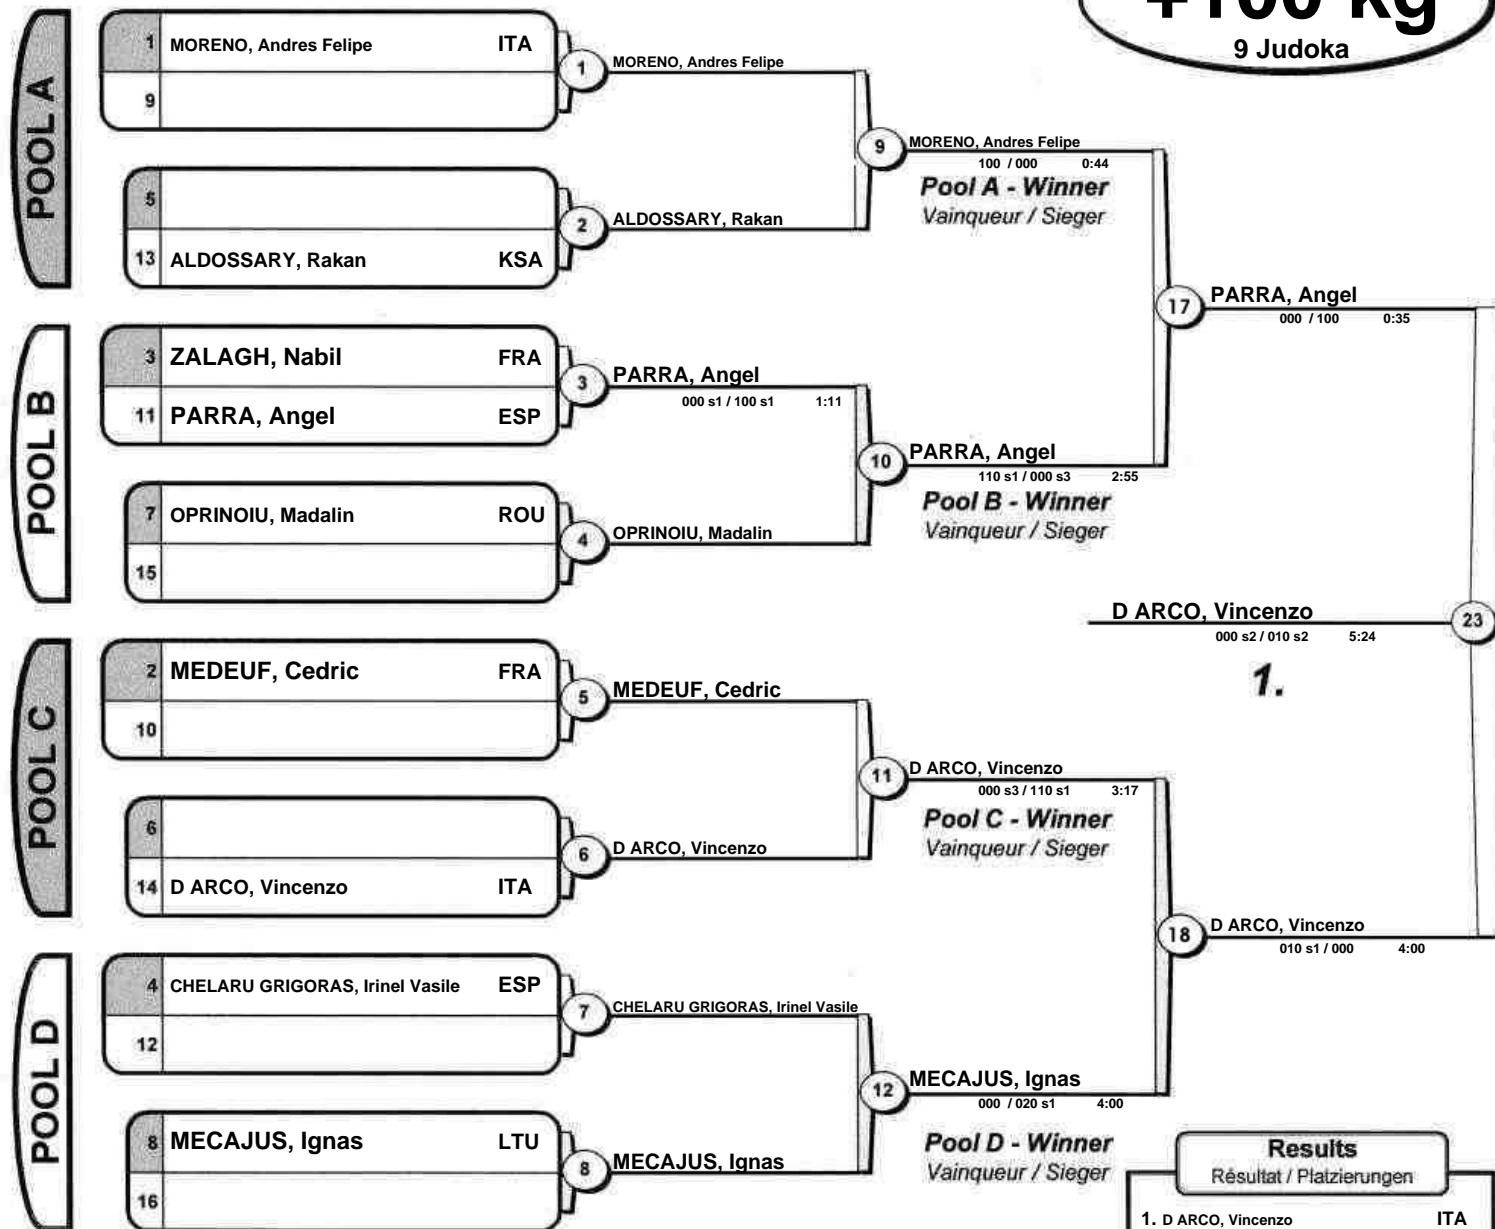 +100 kg
9 Judoka
POOL A
1 MORENO, Andres Felipe ITA
9
5
13 ALDOSSARY, Rakan KSA
1 MORENO, Andres Felipe
2 ALDOSSARY, Rakan
9 MORENO, Andres Felipe
100 / 000 0:44
Pool A - Winner
Vainqueur / Sieger
POOL B
3 ZALAGH, Nabil FRA
11 PARRA, Angel ESP
7 OPRINOIU, Madalin ROU
15
3 PARRA, Angel
000 s1 / 100 s1 1:11
4 OPRINOIU, Madalin
10 PARRA, Angel
110 s1 / 000 s3 2:55
Pool B - Winner
Vainqueur / Sieger
17 PARRA, Angel
000 / 100 0:35
D ARCO, Vincenzo 23
000 s2 / 010 s2 5:24
1.
POOL C
2 MEDEUF, Cedric FRA
10
6
14 D ARCO, Vincenzo ITA
5 MEDEUF, Cedric
6 D ARCO, Vincenzo
11 D ARCO, Vincenzo
000 s3 / 110 s1 3:17
Pool C - Winner
Vainqueur / Sieger
POOL D
4 CHELARU GRIGORAS, Irinel Vasile ESP
12
8 MECAJUS, Ignas LTU
16
7 CHELARU GRIGORAS, Irinel Vasile
8 MECAJUS, Ignas
12 MECAJUS, Ignas
000 / 020 s1 4:00
Pool D - Winner
Vainqueur / Sieger
18 D ARCO, Vincenzo
010 s1 / 000 4:00
Results
Résultat / Platzierungen
1. D ARCO, Vincenzo ITA